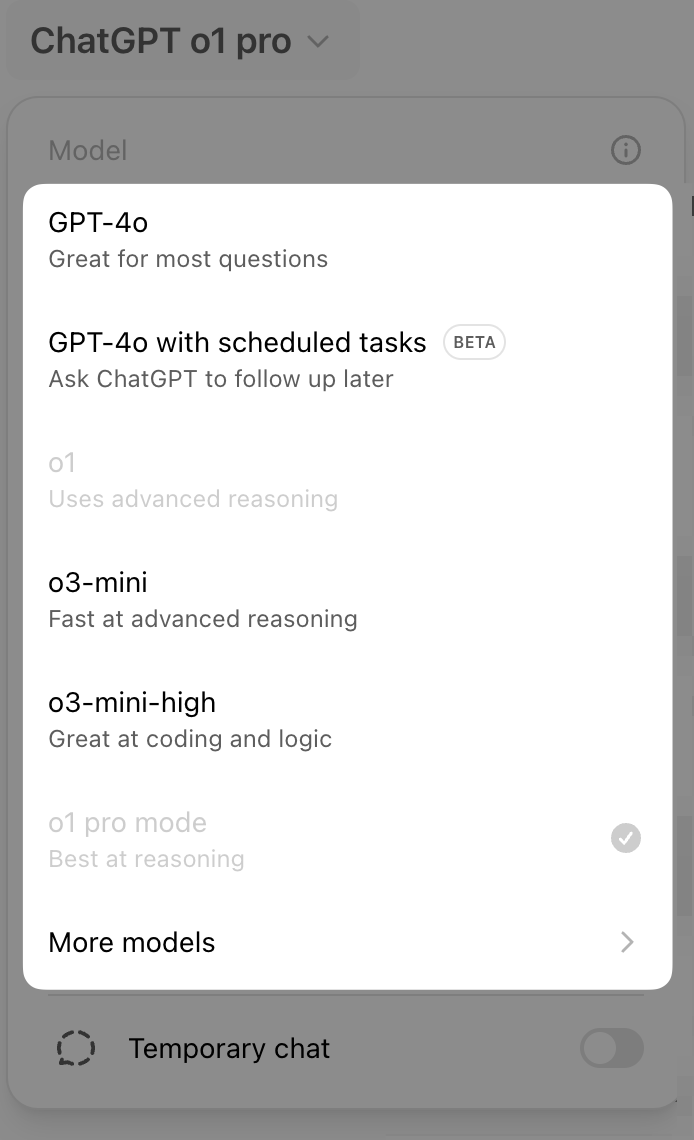 ChatGPT o1 pro
Model
GPT-4o
Great for most questions
GPT-4o with scheduled tasks BETA
Ask ChatGPT to follow up later
o1
Uses advanced reasoning
o3-mini
Fast at advanced reasoning
o3-mini-high
Great at coding and logic
o1 pro mode
Best at reasoning
More models
Temporary chat